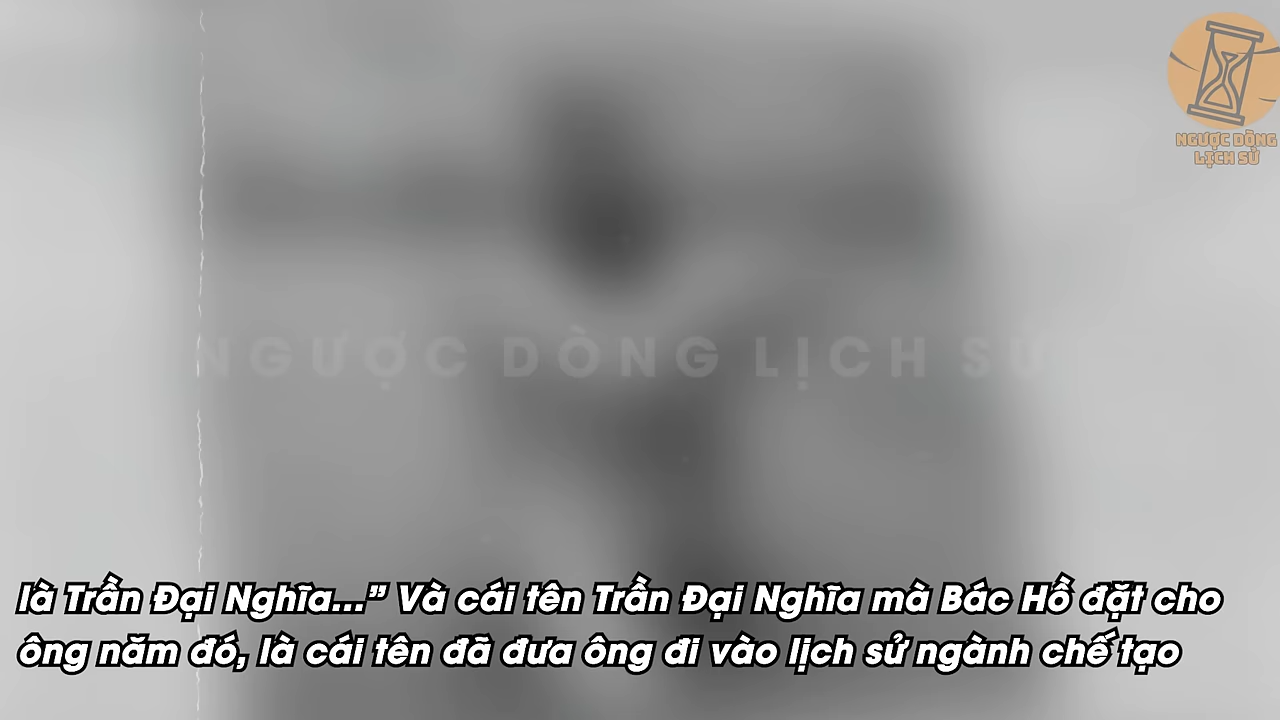 NGƯỢC DÒNG
LỊCH SỬ
NGƯỢC DÒNG LỊCH SỬ
là Trần Đại Nghĩa...” Và cái tên Trần Đại Nghĩa mà Bác Hồ đặt cho
ông năm đó, là cái tên đã đưa ông đi vào lịch sử ngành chế tạo